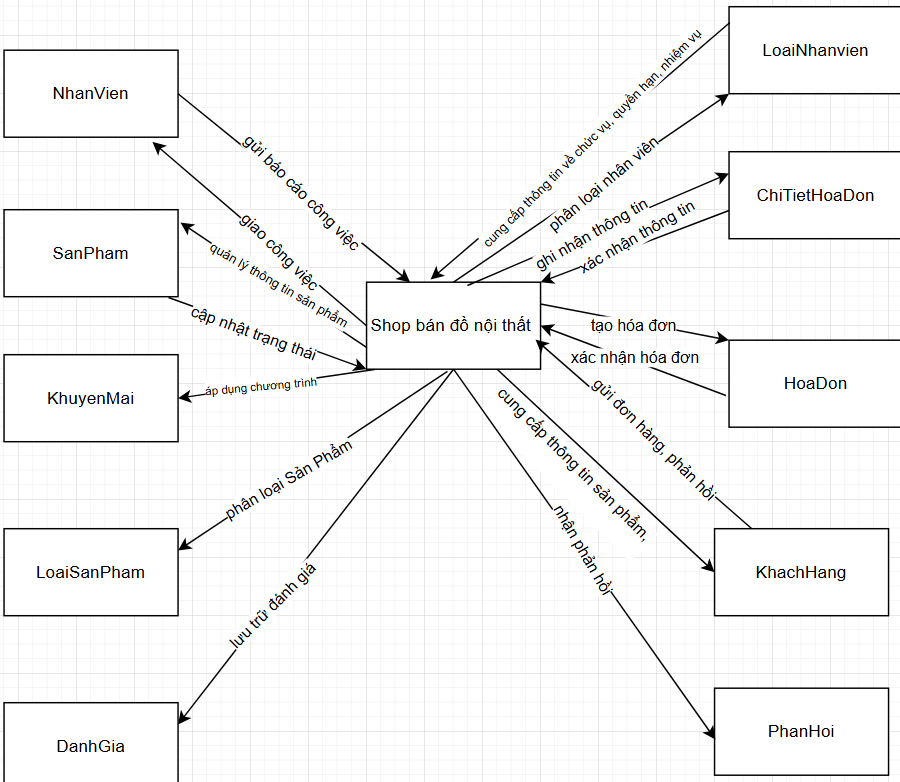 LoaiNhanvien
NhanVien
cung cấp thông tin về chức vụ, quyền hạn, nhiệm vụ
gửi báo cáo công việc
phân loại nhân viên
ChiTietHoaDon
giao công việc
ghi nhận thông tin
xác nhận thông tin
SanPham
quản lý thông tin sản phẩm
cập nhật trạng thái
Shop bán đồ nội thất
tạo hóa đơn
xác nhận hóa đơn
HoaDon
KhuyenMai
áp dụng chương trình
gửi đơn hàng, phản hồi
cung cấp thông tin sản phẩm,
phân loại Sản Phẩm
nhận phản hồi
LoaiSanPham
KhachHang
lưu trữ đánh giá
PhanHoi
DanhGia